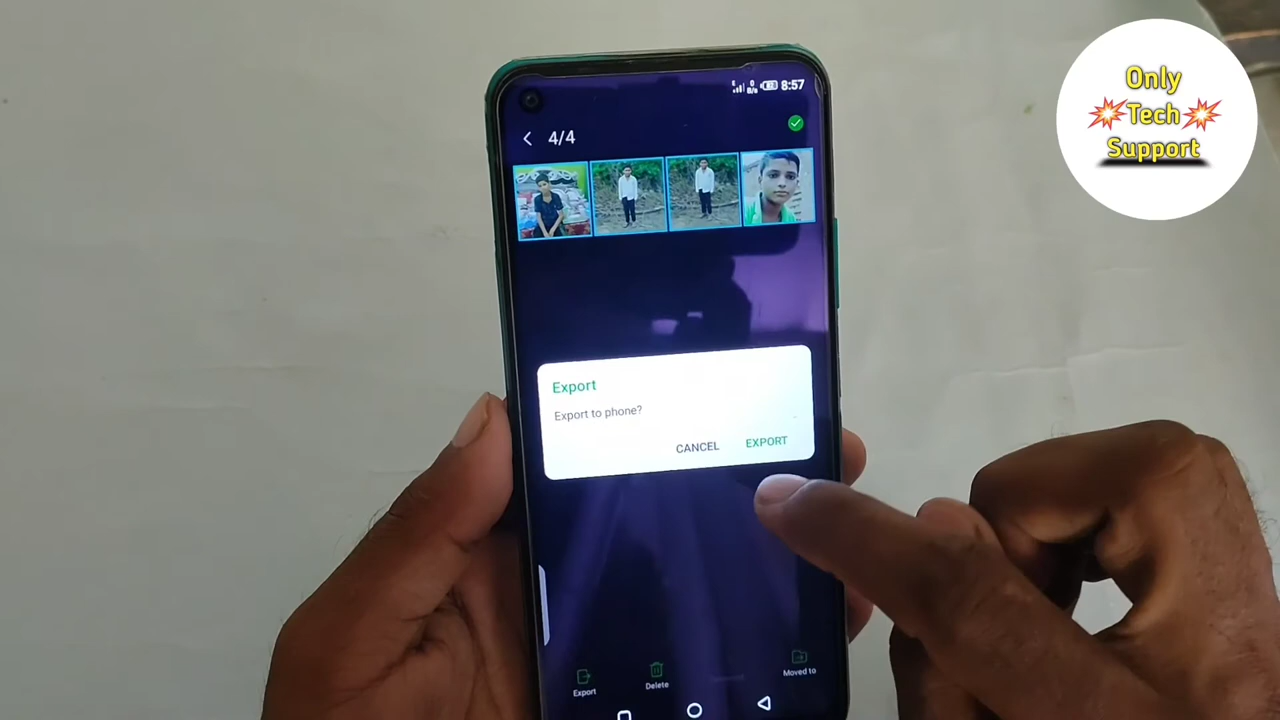 8:57
4/4
Export
Export to phone?
CANCEL EXPORT
Export
Delete
Moved to
Only
Tech
Support